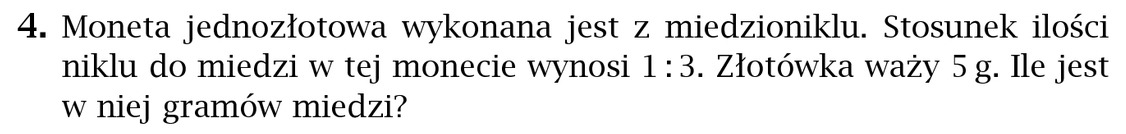 4. Moneta jednozłotowa wykonana jest z miedzioniklu. Stosunek ilości
niklu do miedzi w tej monecie wynosi 1 : 3. Złotówka waży 5 g. Ile jest
w niej gramów miedzi?